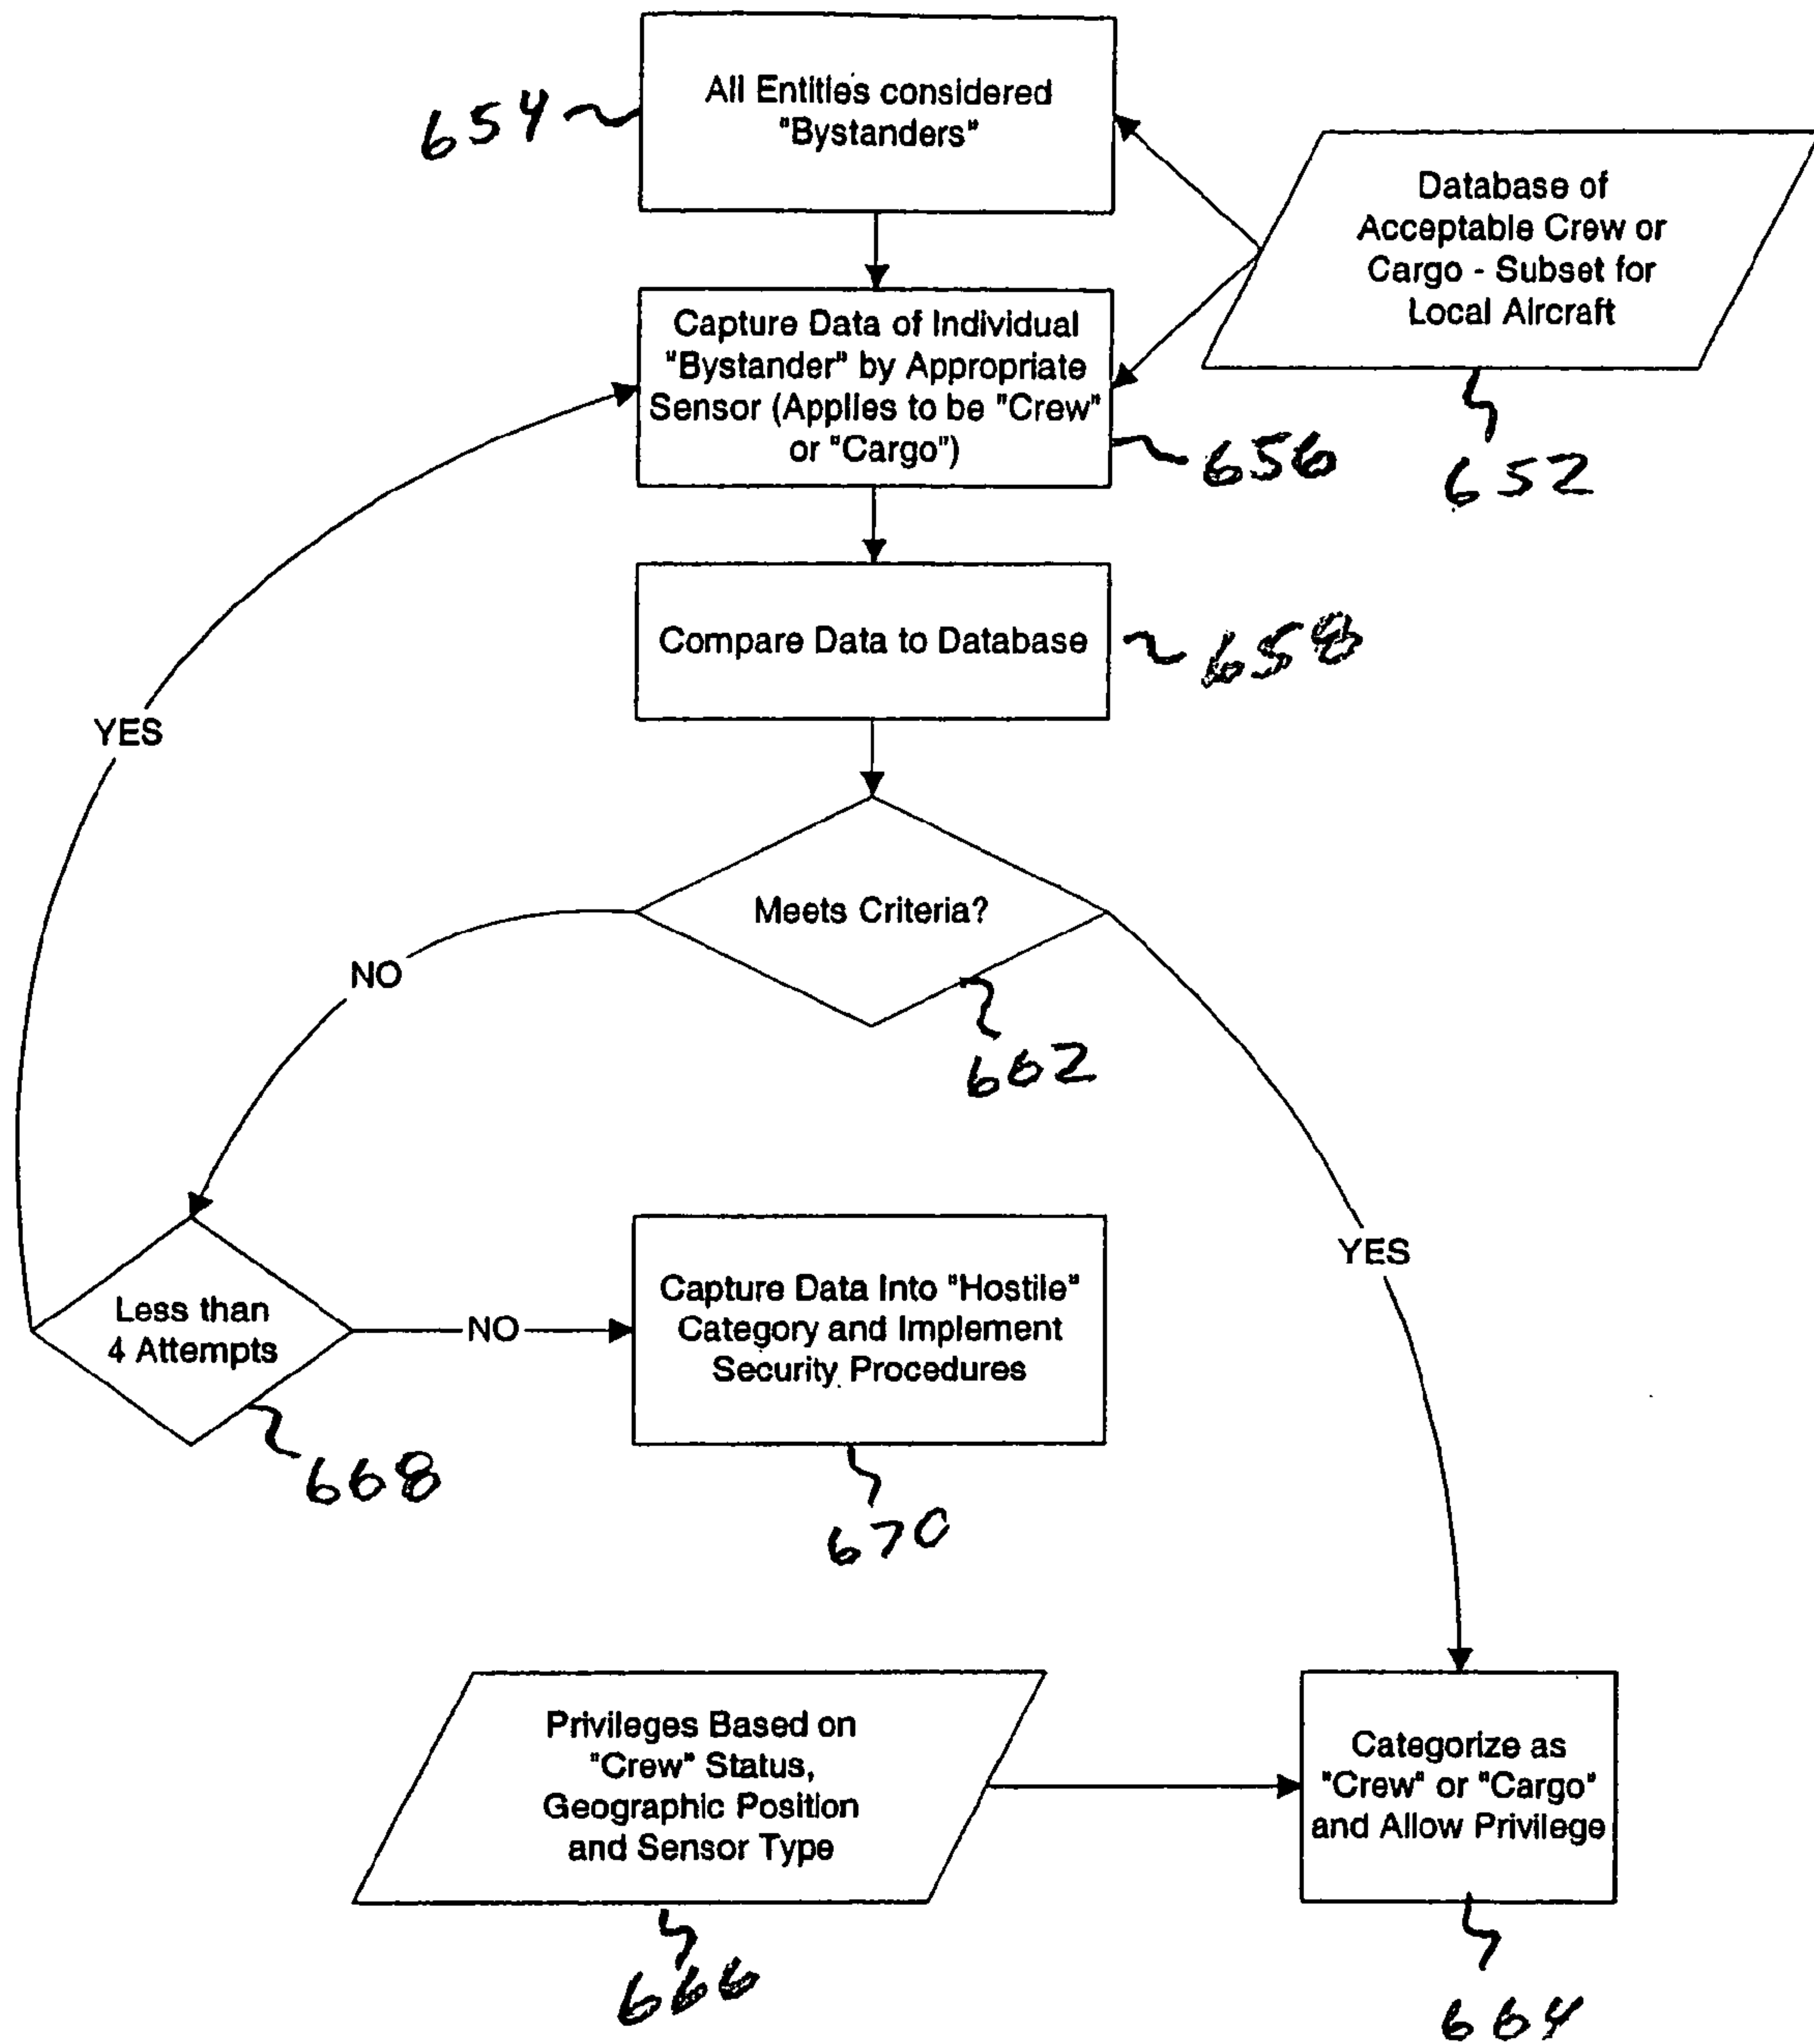 All Entities considered
"Bystanders"
654
Database of
Acceptable Crew or
Cargo - Subset for
Local Aircraft
652
Capture Data of Individual
"Bystander" by Appropriate
Sensor (Applies to be "Crew"
or "Cargo")
656
Compare Data to Database
658
YES
Meets Criteria?
662
NO
YES
Less than
4 Attempts
668
NO
Capture Data Into "Hostile"
Category and Implement
Security Procedures
670
Privileges Based on
"Crew" Status,
Geographic Position
and Sensor Type
666
Categorize as
"Crew" or "Cargo"
and Allow Privilege
664